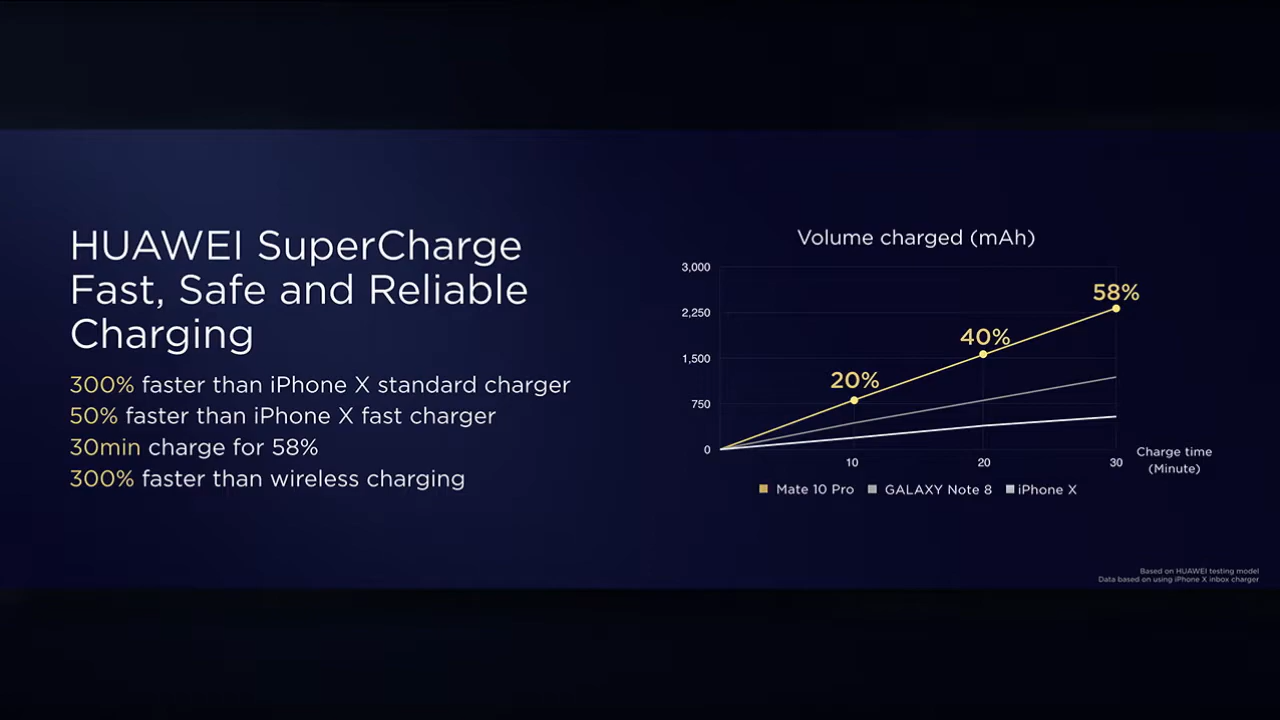 HUAWEI SuperCharge
Fast, Safe and Reliable
Charging
300% faster than iPhone X standard charger
50% faster than iPhone X fast charger
30min charge for 58%
300% faster than wireless charging
Volume charged (mAh)
3,000
2,250
1,500
750
0
20%
40%
58%
10
20
30
Charge time
(Minute)
Mate 10 Pro
GALAXY Note 8
iPhone X
Based on HUAWEI testing model
Data based on using iPhone X inbox charger